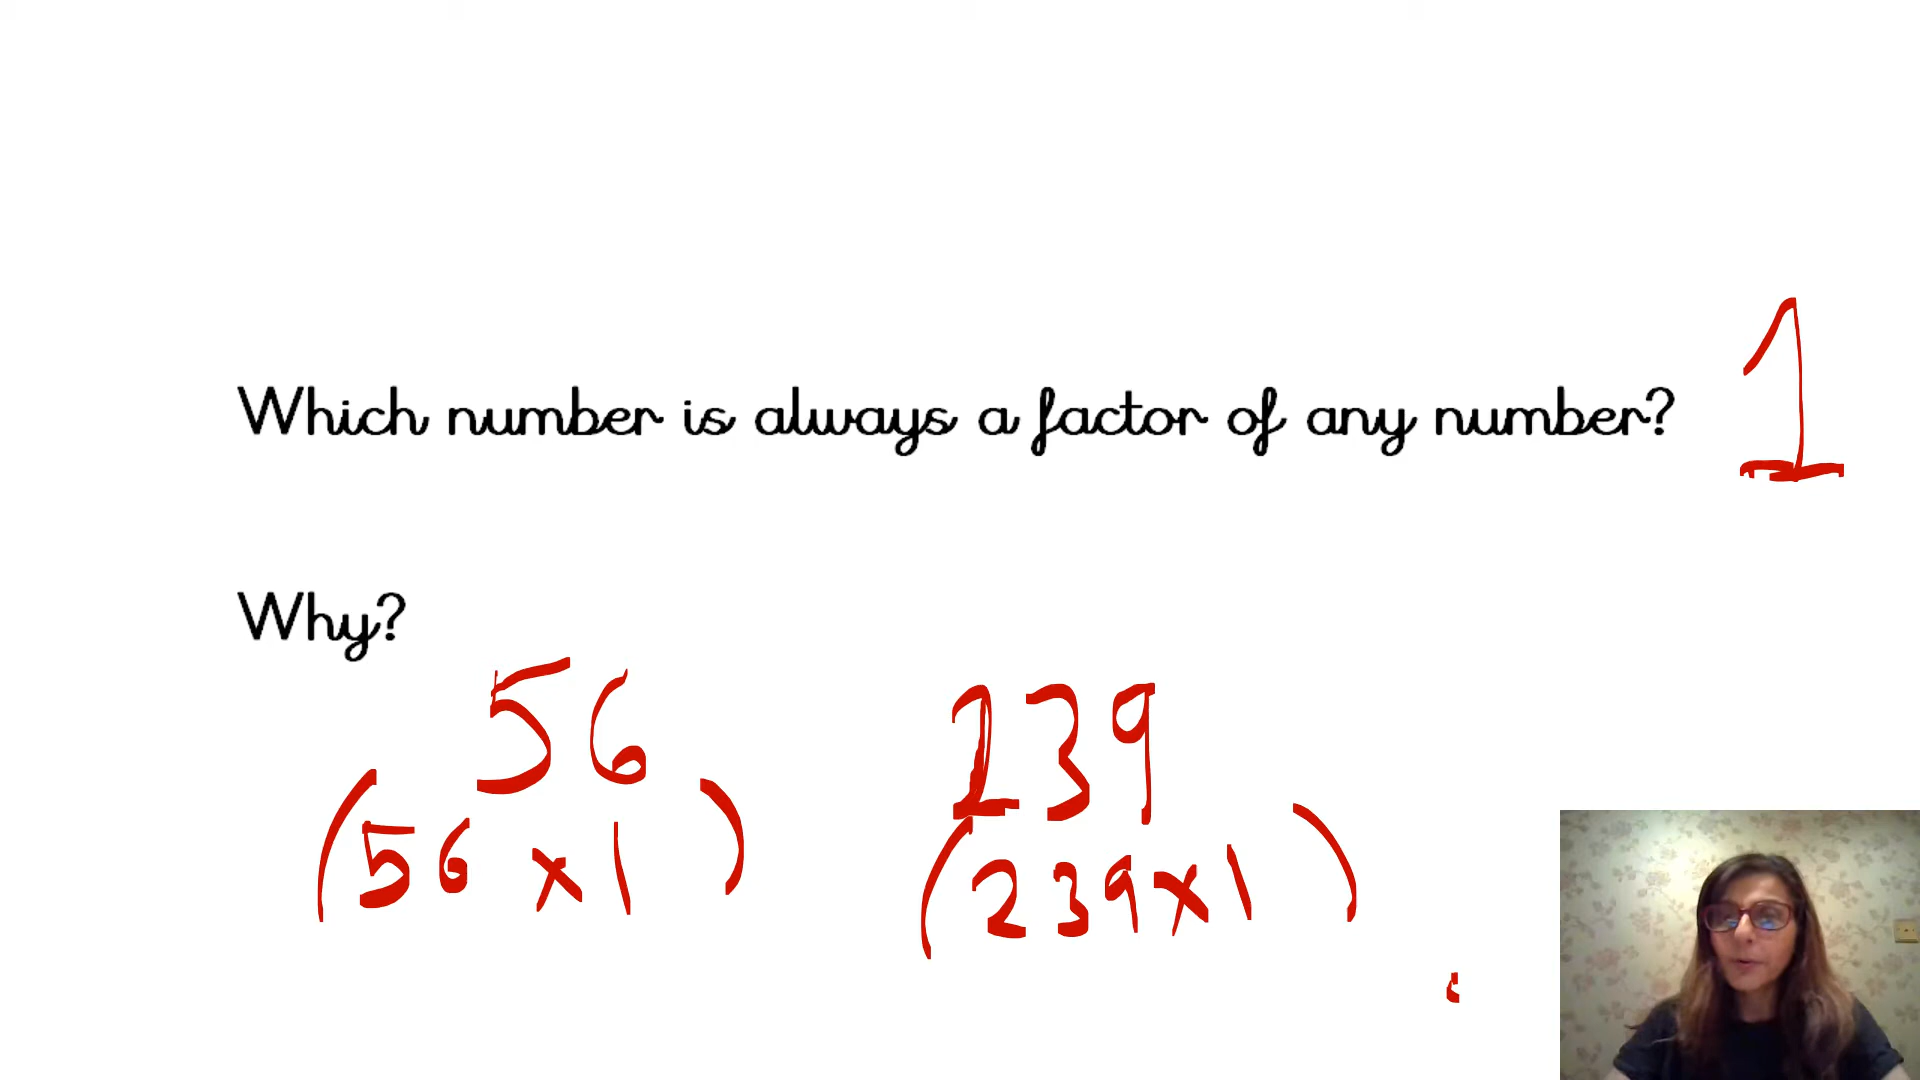 Which number is always a factor of any number? 1
Why?
56 239
(56 x 1) (239 x 1)